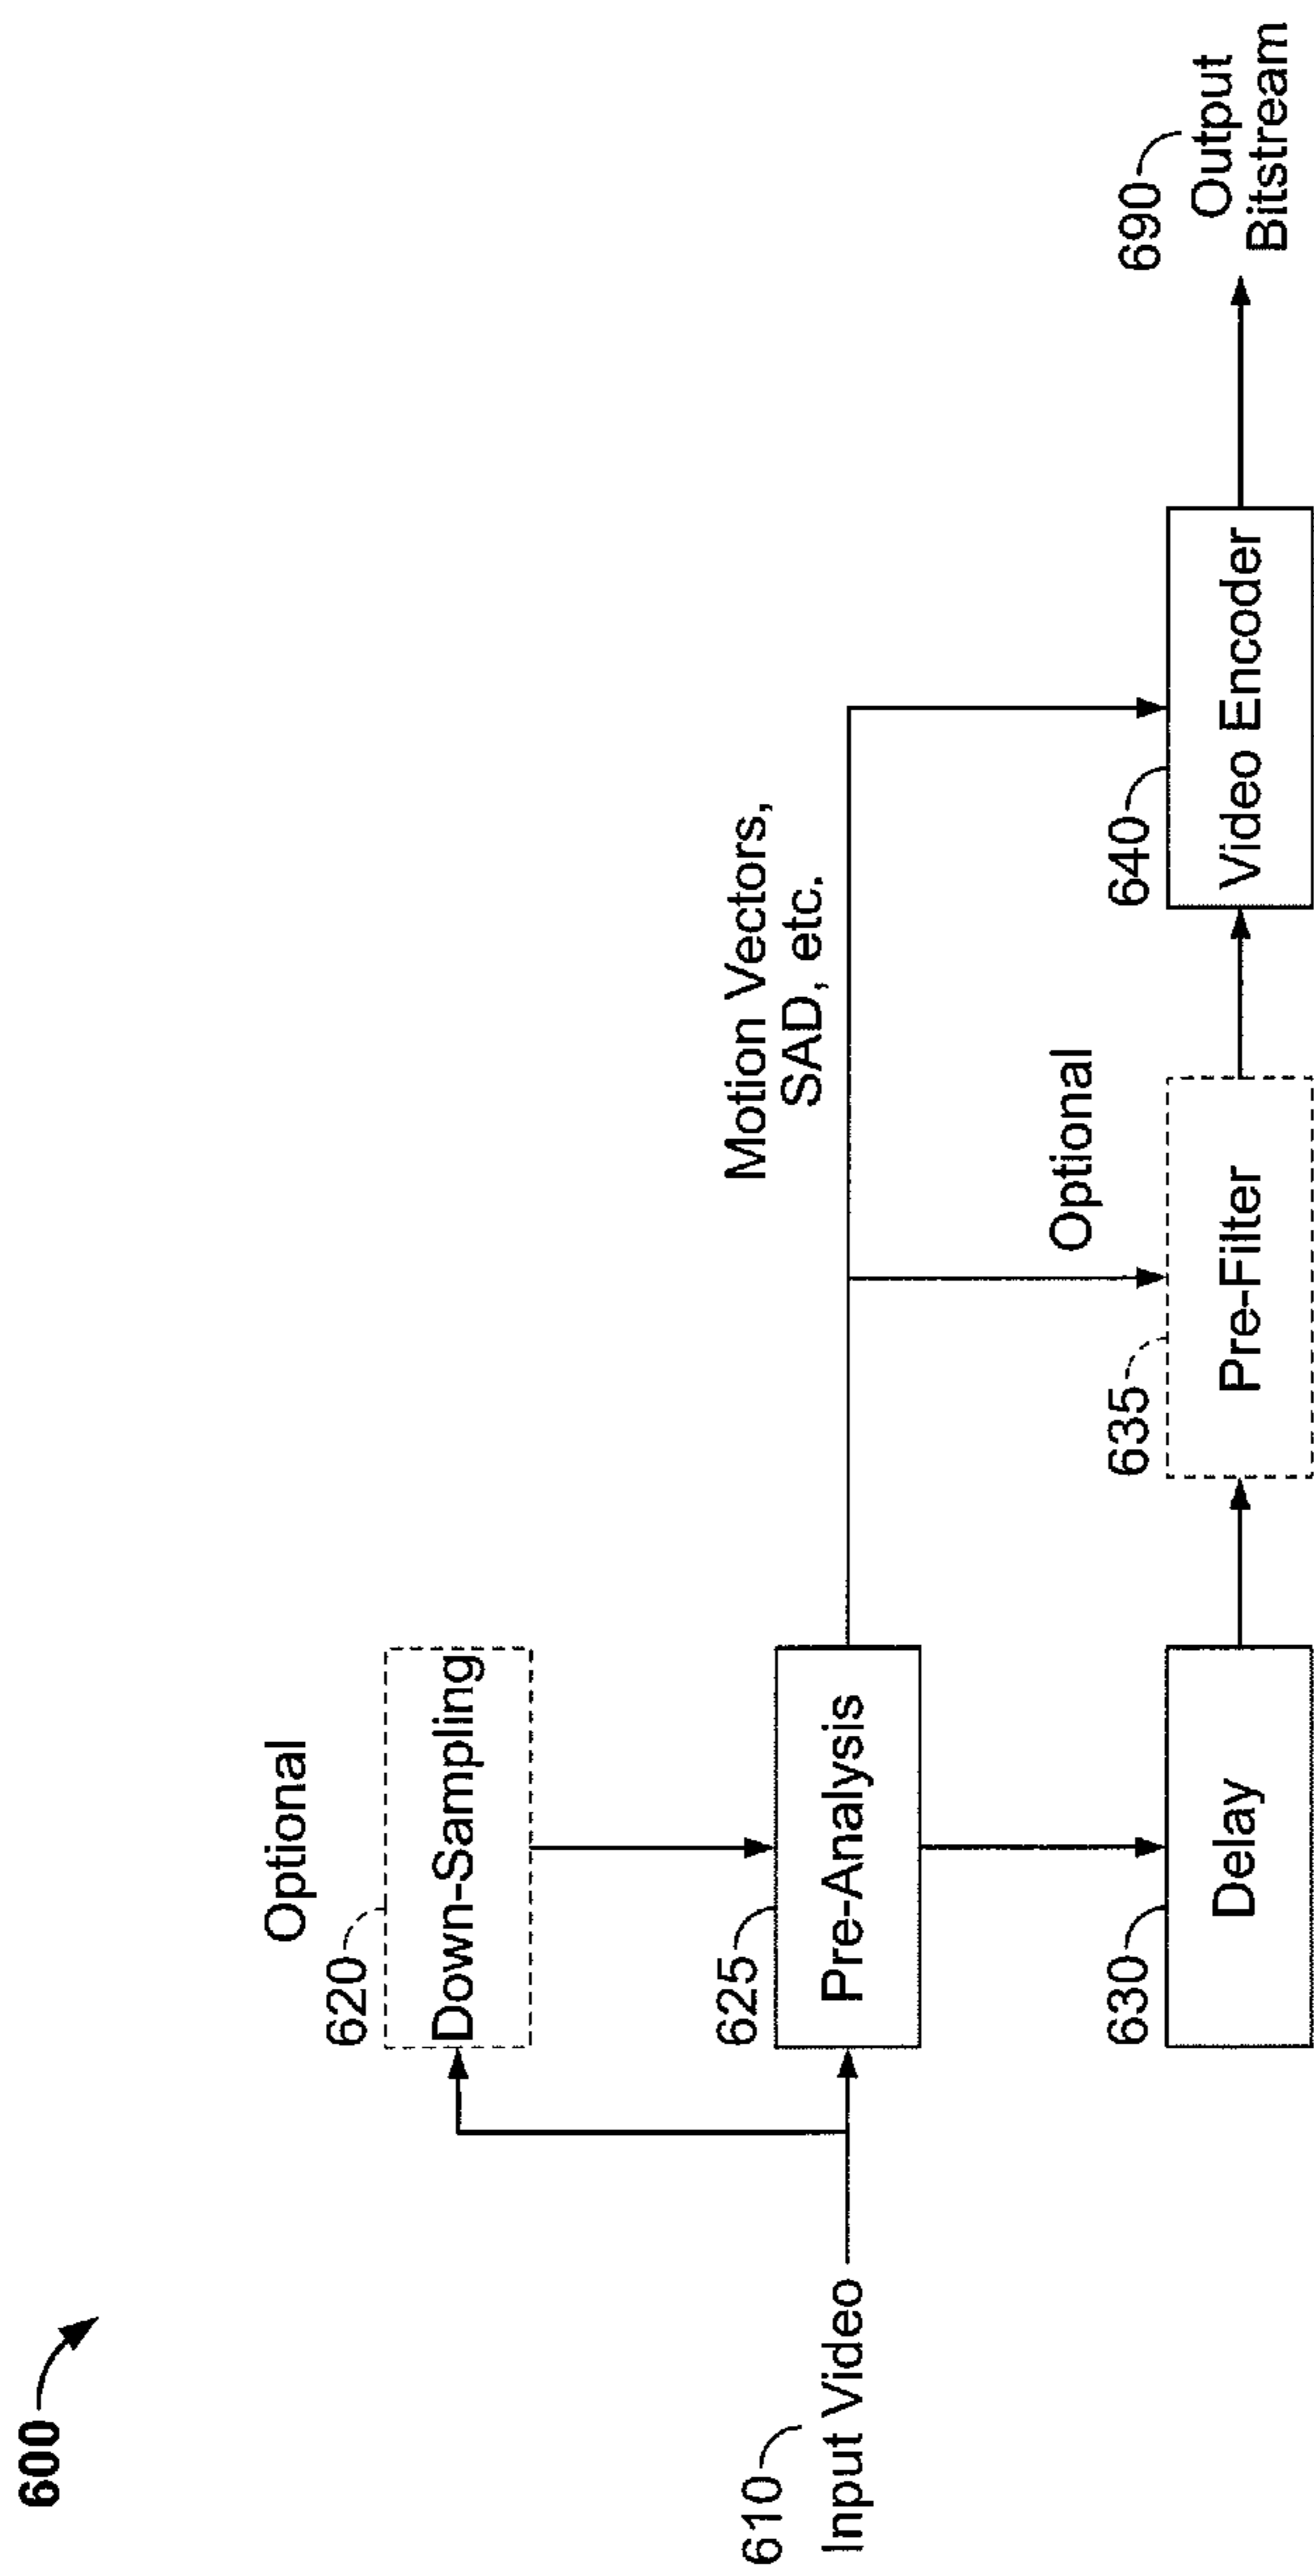 600
Optional
620
Down-Sampling
610
Input Video
625
Pre-Analysis
Motion Vectors,
SAD, etc.
630
Delay
Optional
635
Pre-Filter
640
Video Encoder
690
Output
Bitstream